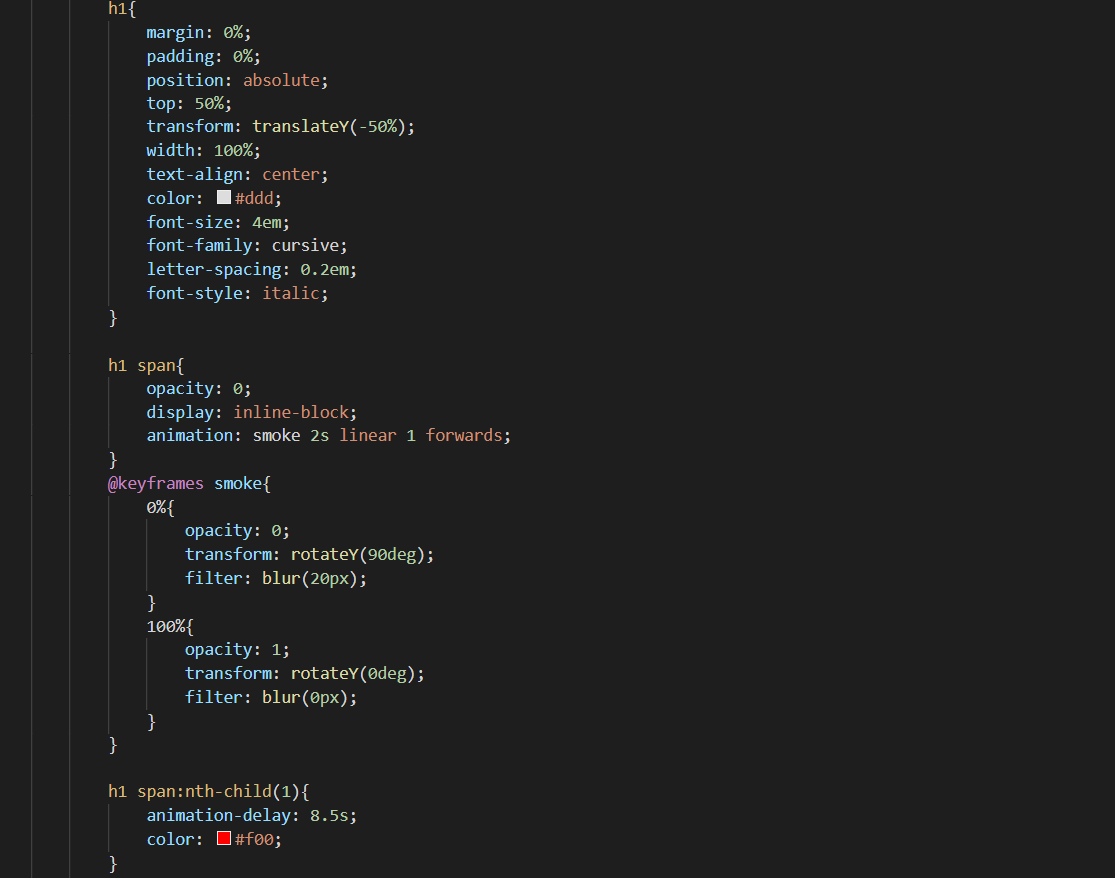 h1{
margin: 0%;
padding: 0%;
position: absolute;
top: 50%;
transform: translateY(-50%);
width: 100%;
text-align: center;
color: #ddd;
font-size: 4em;
font-family: cursive;
letter-spacing: 0.2em;
font-style: italic;
}
h1 span{
opacity: 0;
display: inline-block;
animation: smoke 2s linear 1 forwards;
}
@keyframes smoke{
0%{
opacity: 0;
transform: rotateY(90deg);
filter: blur(20px);
}
100%{
opacity: 1;
transform: rotateY(0deg);
filter: blur(0px);
}
}
h1 span:nth-child(1){
animation-delay: 8.5s;
color: #f00;
}